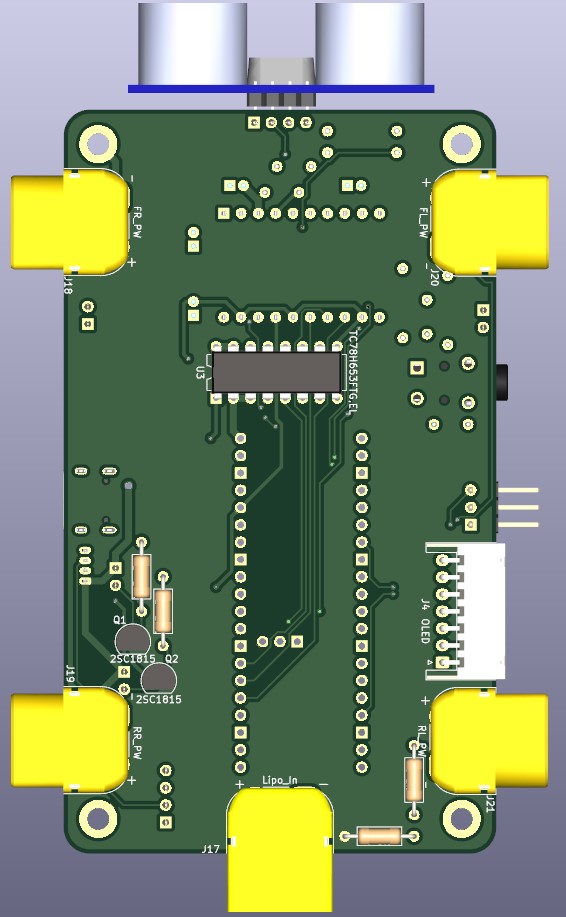 FR_PW
-
+
J18
FL_PW
+
-
J20
U3
TC78H653FTG.EL
J4 OLED
Q1
2SC1815
Q2
2SC1815
J19
RR_PW
-
+
RL_PW
+
-
J21
+ Lipo_In -
J17